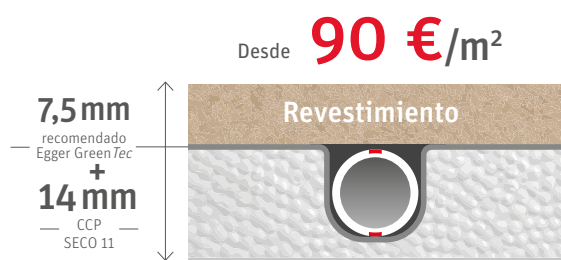 Desde 90 €/m²
7,5 mm
recomendado
Egger GreenTec
+
14 mm
CCP
SECO 11
Revestimiento